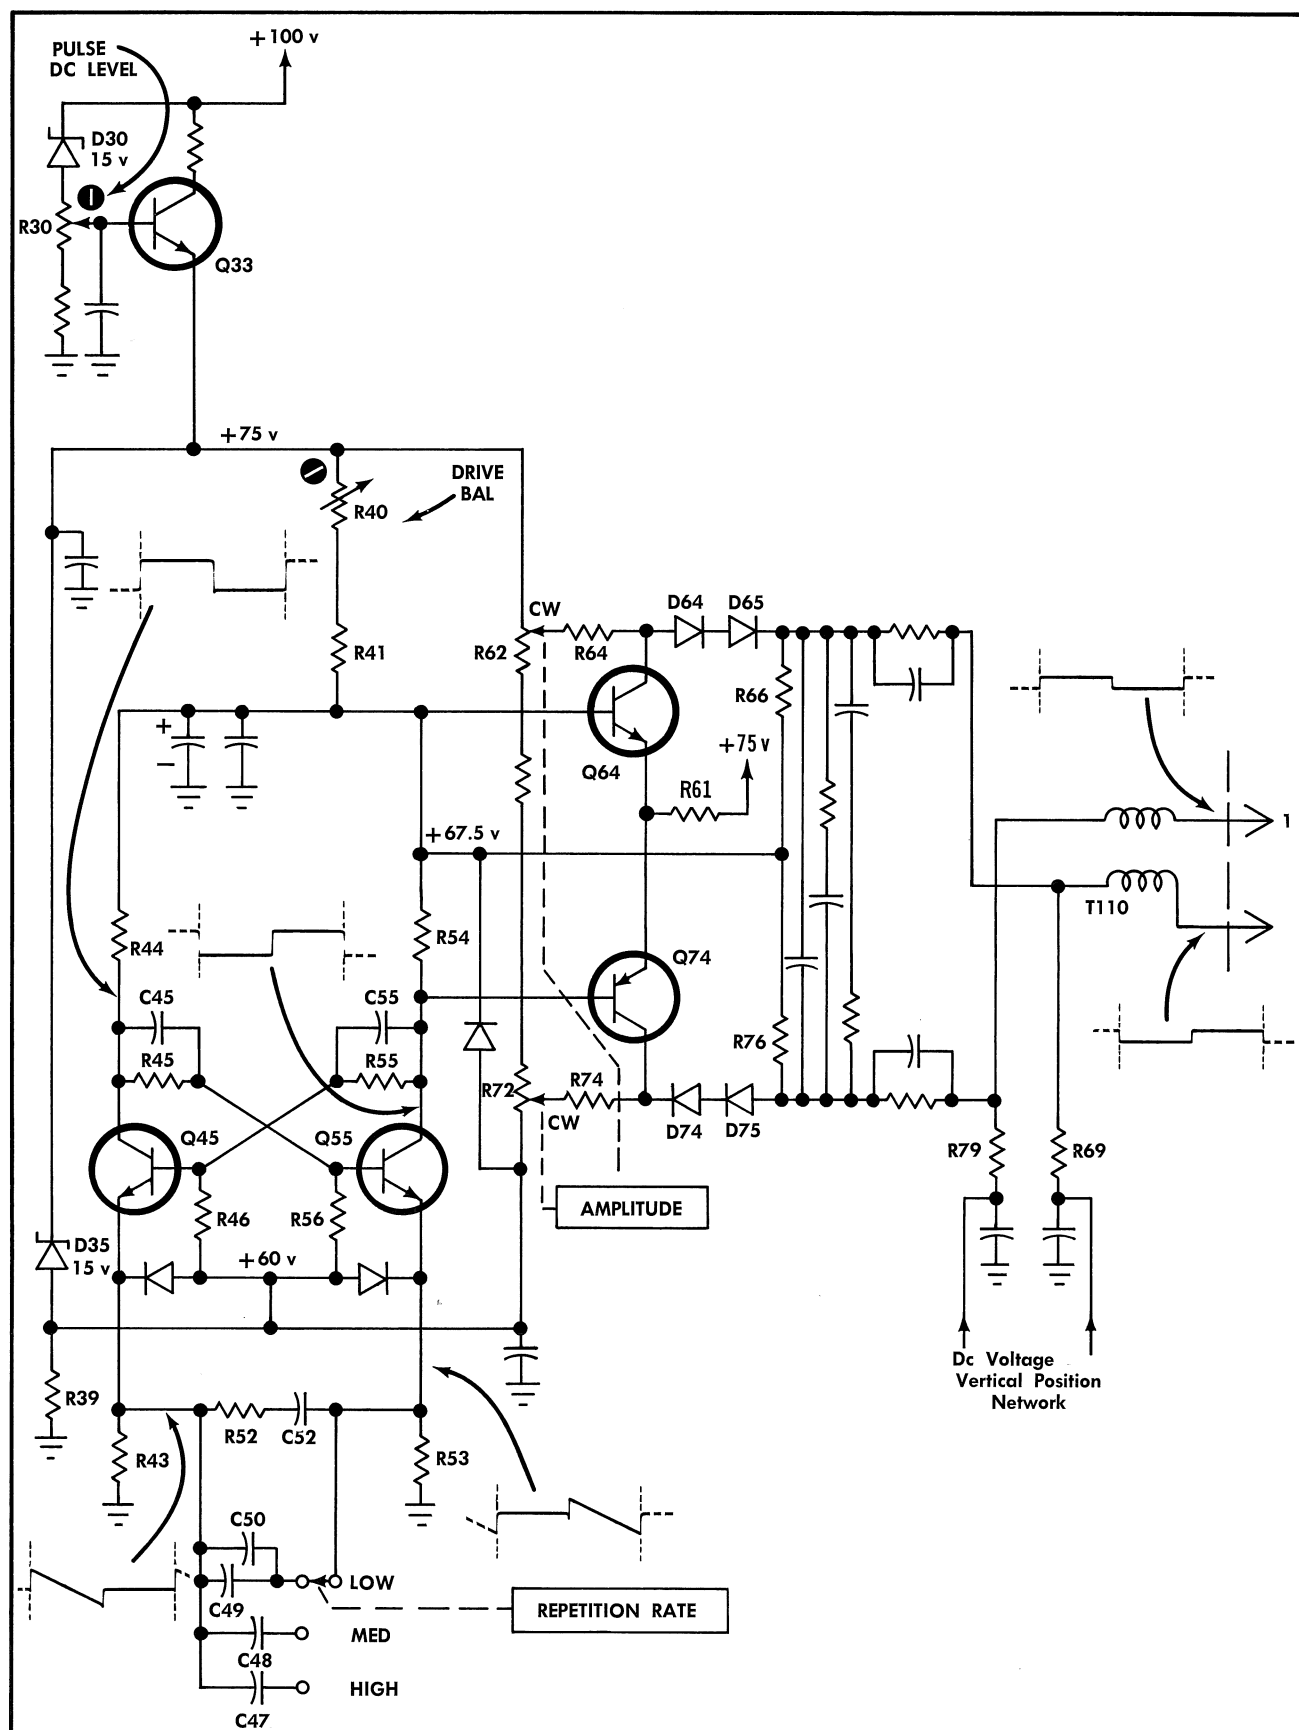 +100 v
PULSE
DC LEVEL
D30
15 v
R30
Q33
+75 v
DRIVE
BAL
R40
CW
D64
D65
R62
R64
R41
R66
+
−
Q64
+75 v
R61
+67.5 v
1
T110
R44
R54
Q74
C45
C55
R45
R55
R76
R72
R74
CW
D74
D75
Q45
Q55
R79
R69
AMPLITUDE
R46
R56
D35
15 v
+60 v
Dc Voltage
Vertical Position
Network
R39
R52
C52
R43
R53
C50
LOW
C49
REPETITION RATE
MED
C48
HIGH
C47